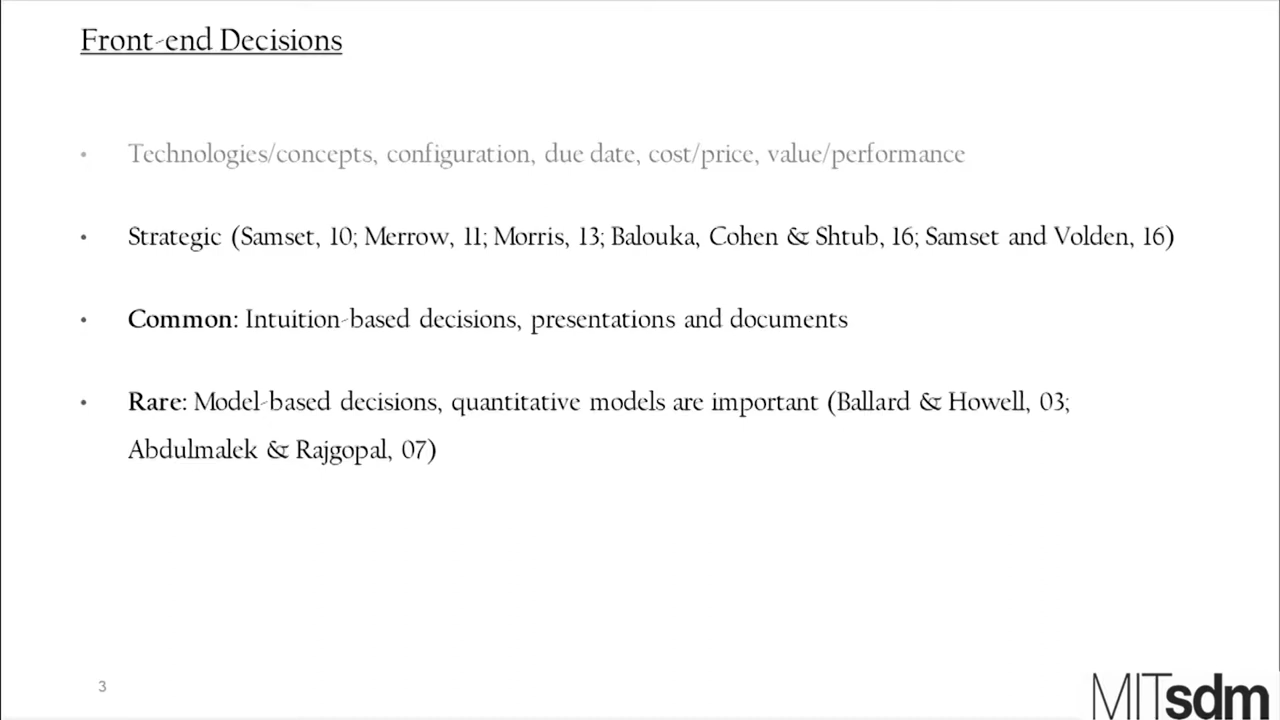 Front-end Decisions
• Technologies/concepts, configuration, due date, cost/price, value/performance
• Strategic (Samset, 10; Merrow, 11; Morris, 13; Balouka, Cohen & Shtub, 16; Samset and Volden, 16)
• Common: Intuition-based decisions, presentations and documents
• Rare: Model-based decisions, quantitative models are important (Ballard & Howell, 03;
Abdulmalek & Rajgopal, 07)
3
MITsdm